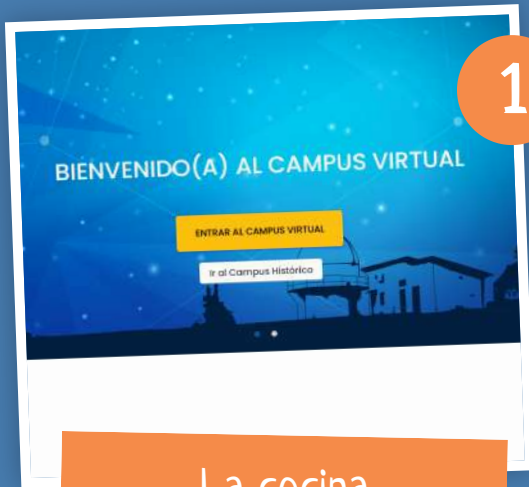 1
BIENVENIDO(A) AL CAMPUS VIRTUAL
ENTRAR AL CAMPUS VIRTUAL
Ir al Campus Histórico
La cocina